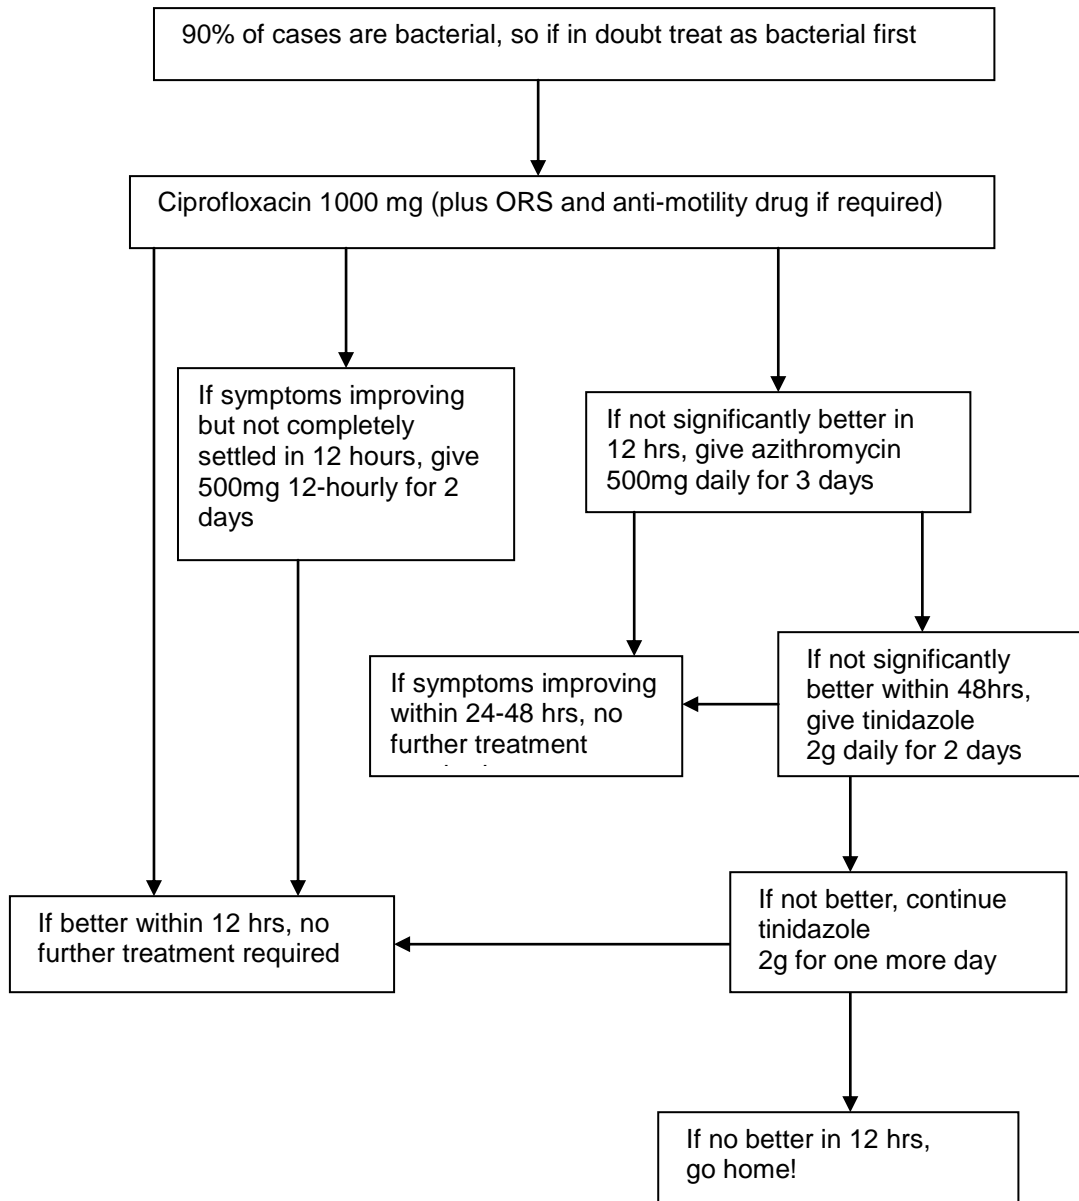 90% of cases are bacterial, so if in doubt treat as bacterial first
Ciprofloxacin 1000 mg (plus ORS and anti-motility drug if required)
If symptoms improving
but not completely
settled in 12 hours, give
500mg 12-hourly for 2
days
If not significantly better in
12 hrs, give azithromycin
500mg daily for 3 days
If symptoms improving
within 24-48 hrs, no
further treatment
If not significantly
better within 48hrs,
give tinidazole
2g daily for 2 days
If better within 12 hrs, no
further treatment required
If not better, continue
tinidazole
2g for one more day
If no better in 12 hrs,
go home!